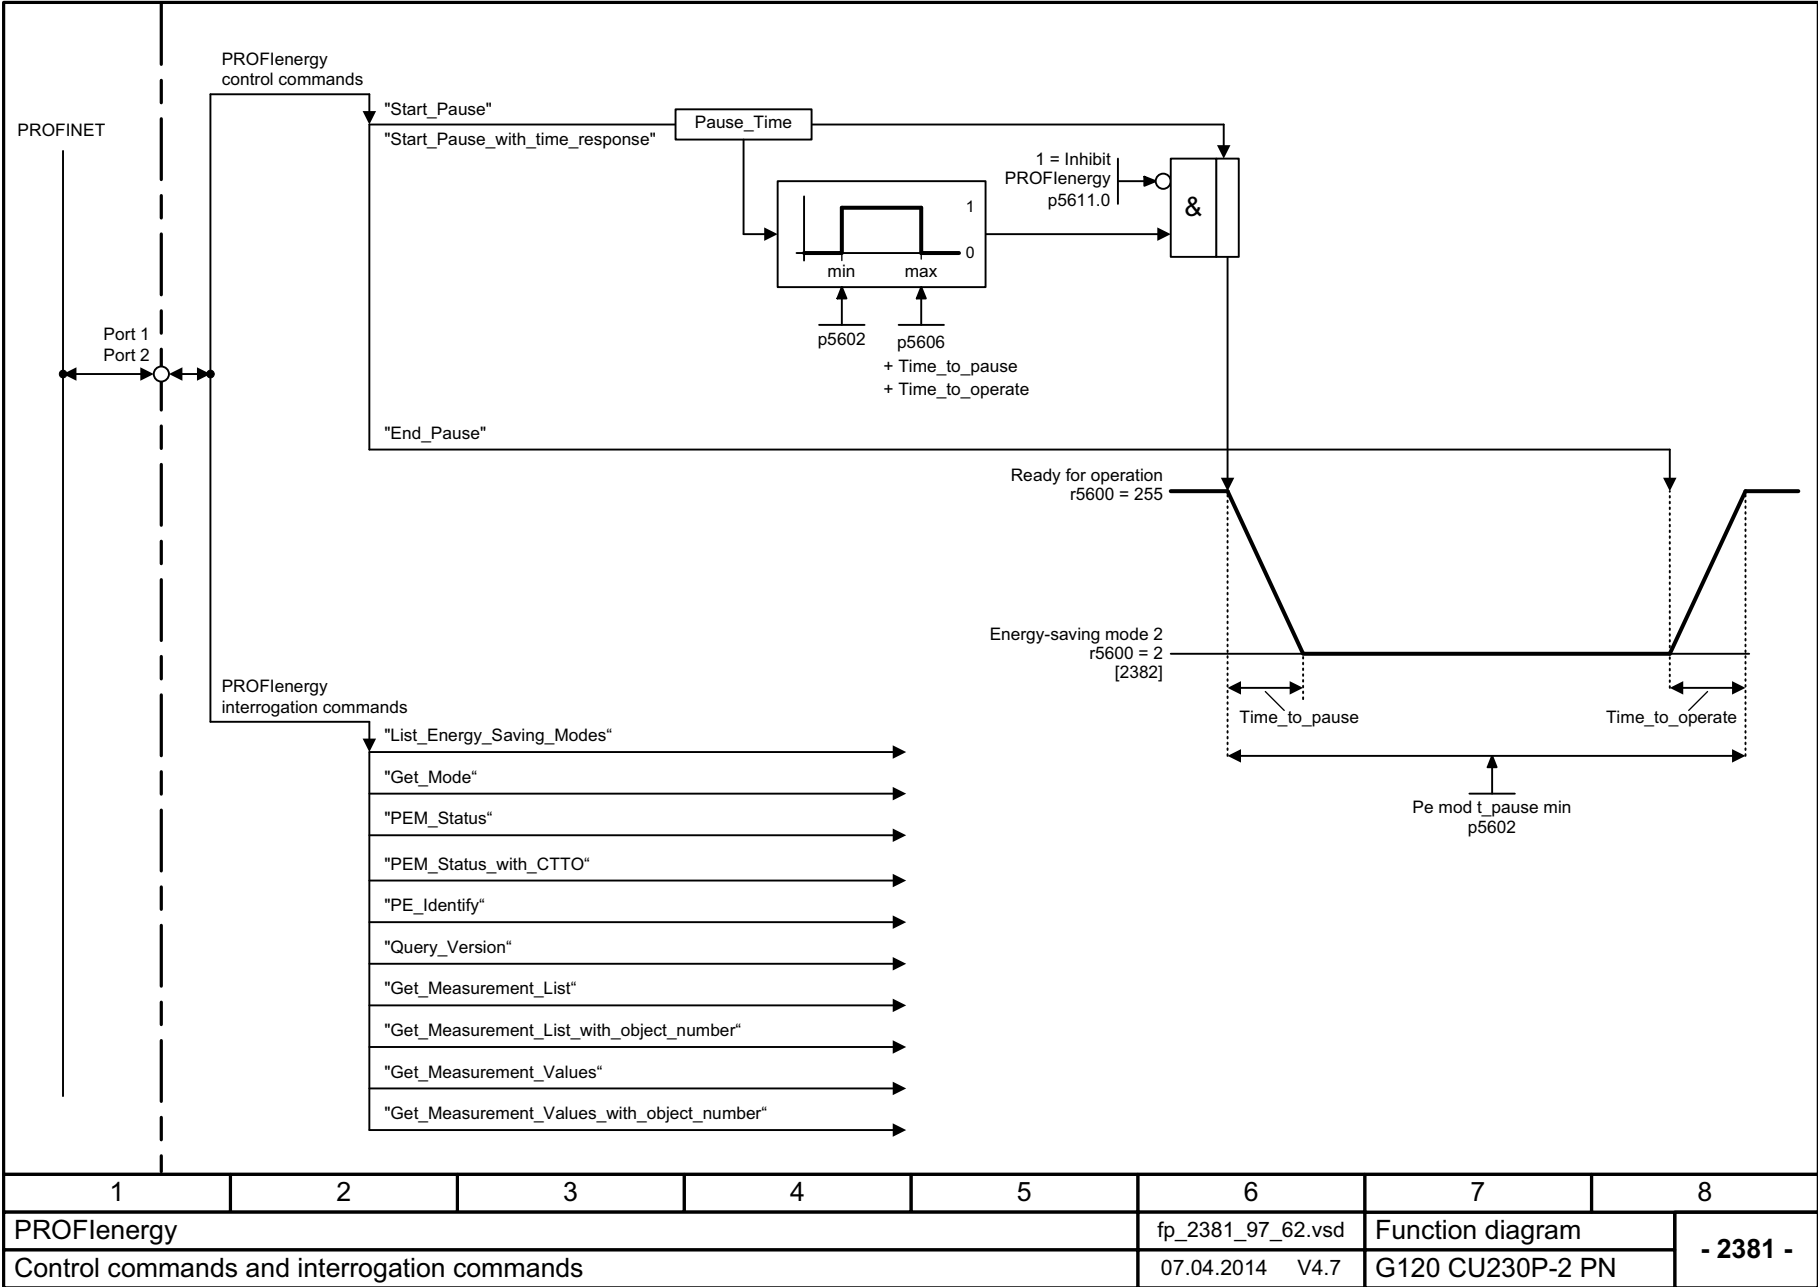 PROFIenergy
control commands
PROFINET
"Start_Pause"
"Start_Pause_with_time_response"
Pause_Time
1 = Inhibit
PROFIenergy
p5611.0
&
1
0
min
max
p5602
p5606
+ Time_to_pause
+ Time_to_operate
Port 1
Port 2
"End_Pause"
Ready for operation
r5600 = 255
Energy-saving mode 2
r5600 = 2
[2382]
Time_to_pause
Time_to_operate
Pe mod t_pause min
p5602
PROFIenergy
interrogation commands
"List_Energy_Saving_Modes“
"Get_Mode“
"PEM_Status“
"PEM_Status_with_CTTO“
"PE_Identify“
"Query_Version“
"Get_Measurement_List“
"Get_Measurement_List_with_object_number“
"Get_Measurement_Values“
"Get_Measurement_Values_with_object_number“
1 2 3 4 5 6 7 8
PROFIenergy
fp_2381_97_62.vsd
Function diagram
- 2381 -
Control commands and interrogation commands
07.04.2014 V4.7
G120 CU230P-2 PN